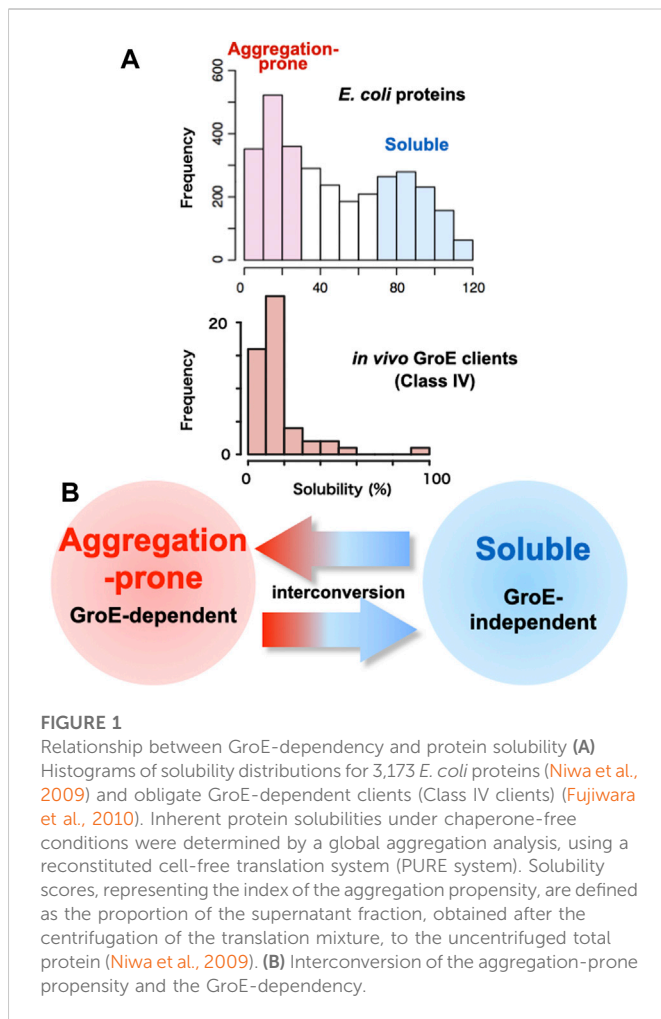 A
Aggregation-
prone
E. coli proteins
Soluble
Frequency
600
400
200
0
0 40 80 120
in vivo GroE clients
(Class IV)
Frequency
20
0
0 100
Solubility (%)
B
Aggregation
-prone
GroE-dependent
interconversion
Soluble
GroE-
independent
FIGURE 1
Relationship between GroE-dependency and protein solubility (A)
Histograms of solubility distributions for 3,173 E. coli proteins (Niwa et al.,
2009) and obligate GroE-dependent clients (Class IV clients) (Fujiwara
et al., 2010). Inherent protein solubilities under chaperone-free
conditions were determined by a global aggregation analysis, using a
reconstituted cell-free translation system (PURE system). Solubility
scores, representing the index of the aggregation propensity, are defined
as the proportion of the supernatant fraction, obtained after the
centrifugation of the translation mixture, to the uncentrifuged total
protein (Niwa et al., 2009). (B) Interconversion of the aggregation-prone
propensity and the GroE-dependency.